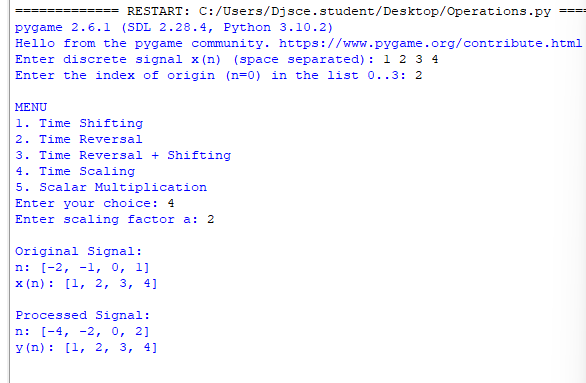 ============= RESTART: C:/Users/Djsce.student/Desktop/Operations.py ====
pygame 2.6.1 (SDL 2.28.4, Python 3.10.2)
Hello from the pygame community. https://www.pygame.org/contribute.html
Enter discrete signal x(n) (space separated): 1 2 3 4
Enter the index of origin (n=0) in the list 0..3: 2
MENU
1. Time Shifting
2. Time Reversal
3. Time Reversal + Shifting
4. Time Scaling
5. Scalar Multiplication
Enter your choice: 4
Enter scaling factor a: 2
Original Signal:
n: [-2, -1, 0, 1]
x(n): [1, 2, 3, 4]
Processed Signal:
n: [-4, -2, 0, 2]
y(n): [1, 2, 3, 4]